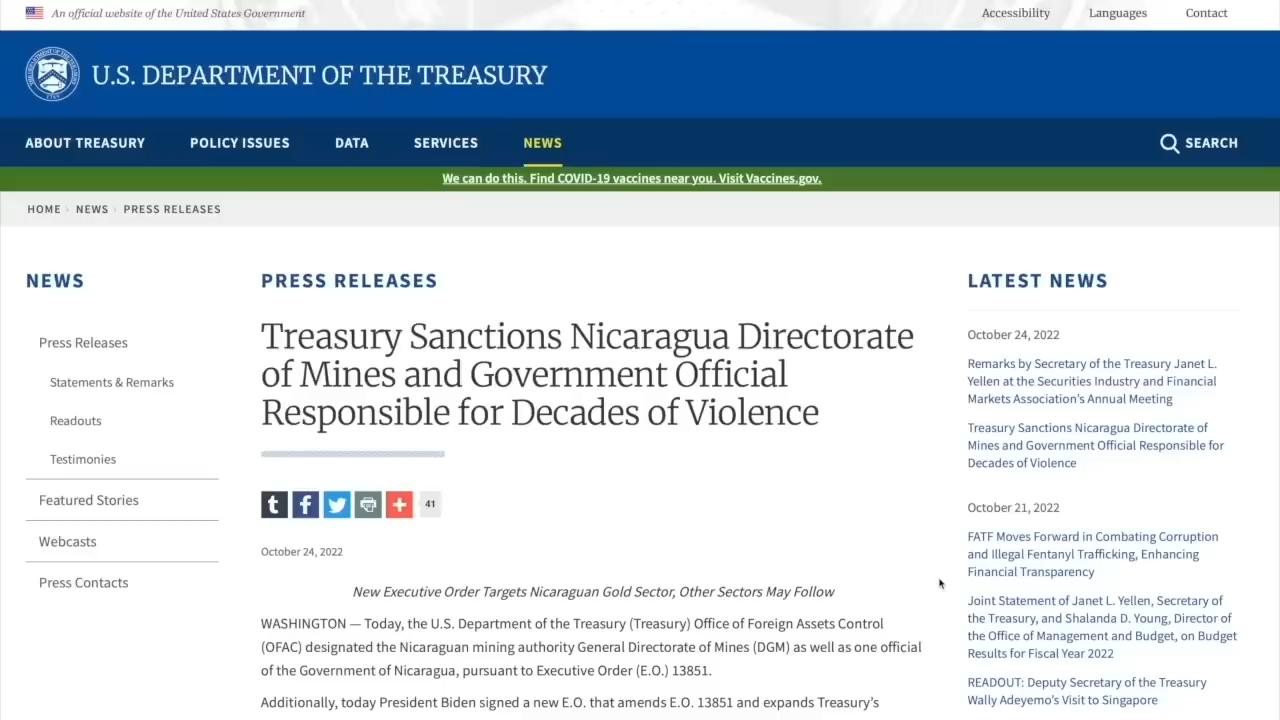 An official website of the United States Government
Accessibility
Languages
Contact
U.S. DEPARTMENT OF THE TREASURY
ABOUT TREASURY
POLICY ISSUES
DATA
SERVICES
NEWS
SEARCH
We can do this. Find COVID-19 vaccines near you. Visit Vaccines.gov.
HOME › NEWS › PRESS RELEASES
NEWS
Press Releases
Statements & Remarks
Readouts
Testimonies
Featured Stories
Webcasts
Press Contacts
PRESS RELEASES
Treasury Sanctions Nicaragua Directorate
of Mines and Government Official
Responsible for Decades of Violence
41
October 24, 2022
New Executive Order Targets Nicaraguan Gold Sector, Other Sectors May Follow
WASHINGTON — Today, the U.S. Department of the Treasury (Treasury) Office of Foreign Assets Control
(OFAC) designated the Nicaraguan mining authority General Directorate of Mines (DGM) as well as one official
of the Government of Nicaragua, pursuant to Executive Order (E.O.) 13851.
Additionally, today President Biden signed a new E.O. that amends E.O. 13851 and expands Treasury’s
LATEST NEWS
October 24, 2022
Remarks by Secretary of the Treasury Janet L.
Yellen at the Securities Industry and Financial
Markets Association’s Annual Meeting
Treasury Sanctions Nicaragua Directorate of
Mines and Government Official Responsible for
Decades of Violence
October 21, 2022
FATF Moves Forward in Combating Corruption
and Illegal Fentanyl Trafficking, Enhancing
Financial Transparency
Joint Statement of Janet L. Yellen, Secretary of
the Treasury, and Shalanda D. Young, Director of
the Office of Management and Budget, on Budget
Results for Fiscal Year 2022
READOUT: Deputy Secretary of the Treasury
Wally Adeyemo’s Visit to Singapore